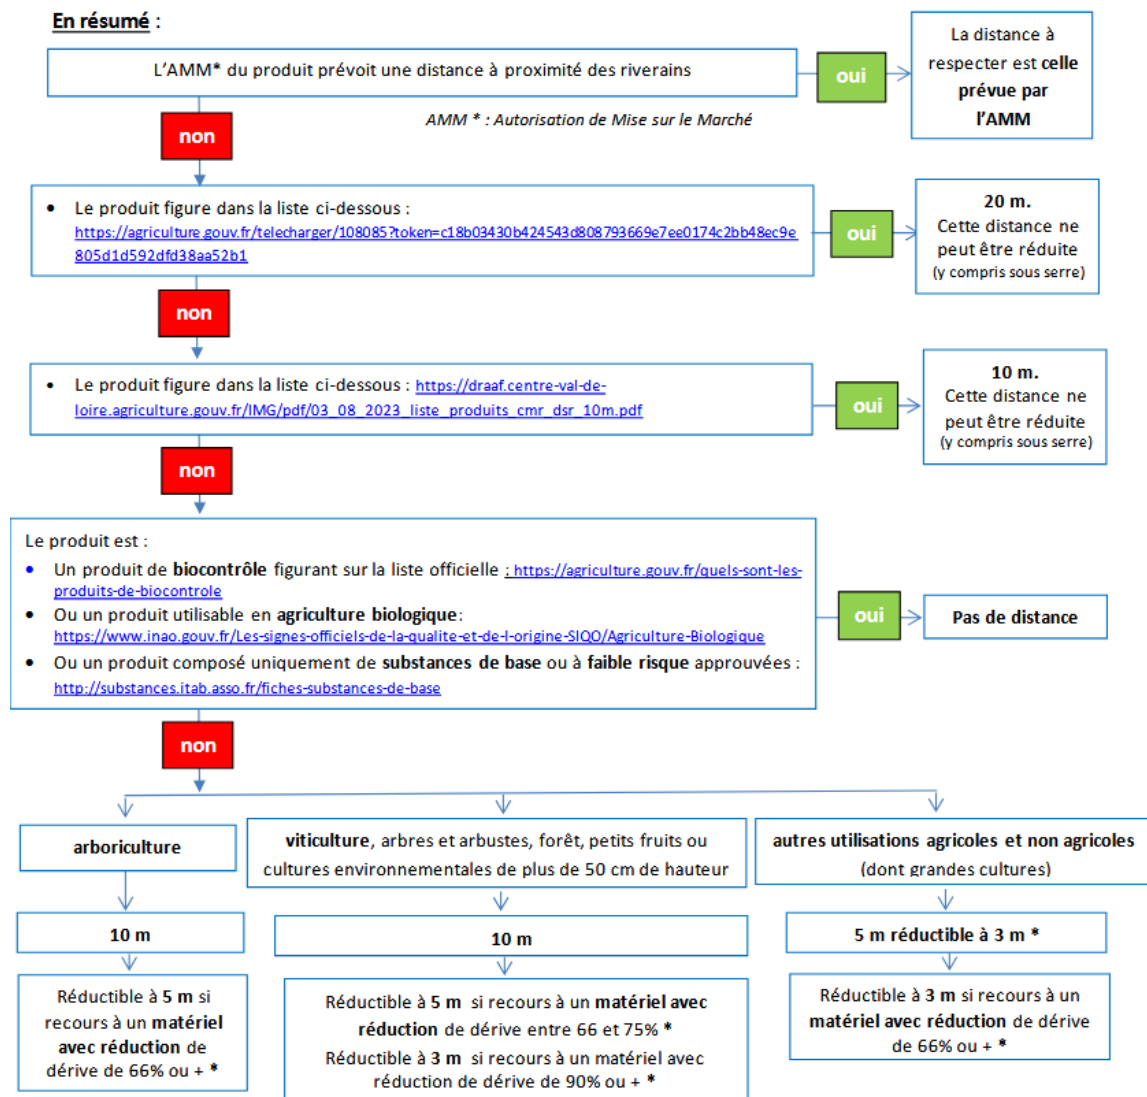 En résumé :
L'AMM* du produit prévoit une distance à proximité des riverains
oui
La distance à
respecter est celle
prévue par
l'AMM
AMM * : Autorisation de Mise sur le Marché
non
• Le produit figure dans la liste ci-dessous :
https://agriculture.gouv.fr/telecharger/108085?token=c18b03430b424543d808793669e7ee0174c2bb48ec9e
805d1d592dfd38aa52b1
oui
20 m.
Cette distance ne
peut être réduite
(y compris sous serre)
non
• Le produit figure dans la liste ci-dessous : https://draaf.centre-val-de-
loire.agriculture.gouv.fr/IMG/pdf/03_08_2023_liste_produits_cmr_dsr_10m.pdf
oui
10 m.
Cette distance ne
peut être réduite
(y compris sous serre)
non
Le produit est :
• Un produit de biocontrôle figurant sur la liste officielle : https://agriculture.gouv.fr/quels-sont-les-
produits-de-biocontrole
• Ou un produit utilisable en agriculture biologique:
https://www.inao.gouv.fr/Les-signes-officiels-de-la-qualite-et-de-l-origine-SIQO/Agriculture-Biologique
• Ou un produit composé uniquement de substances de base ou à faible risque approuvées :
http://substances.itab.asso.fr/fiches-substances-de-base
oui
Pas de distance
non
arboriculture
viticulture, arbres et arbustes, forêt, petits fruits ou
cultures environnementales de plus de 50 cm de hauteur
autres utilisations agricoles et non agricoles
(dont grandes cultures)
10 m
10 m
5 m réductible à 3 m *
Réductible à 5 m si
recours à un matériel
avec réduction de
dérive de 66% ou + *
Réductible à 5 m si recours à un matériel avec
réduction de dérive entre 66 et 75% *
Réductible à 3 m si recours à un matériel avec
réduction de dérive de 90% ou + *
Réductible à 3 m si recours à un
matériel avec réduction de dérive
de 66% ou + *